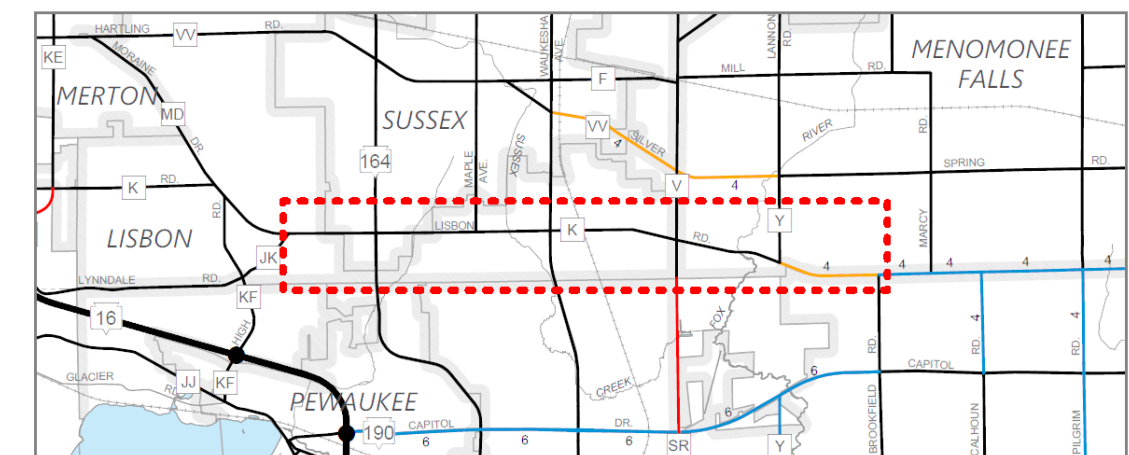 HARTLING
RD.
VV
WAUKESHA
AVE.
LANNON
RD.
MENOMONEE
FALLS
KE
MORAINE
MILL
RD.
F
MERTON
MD
DR.
SUSSEX
VV
SILVER
4
RIVER
RD.
164
SUSSEX
MAPLE
AVE.
SPRING
RD.
K
RD.
V
4
RD.
LISBON
K
RD.
Y
MARCY
LISBON
JK
4
4
4
4
4
LYNNDALE
RD.
KF
16
HIGH
FOX
4
RD.
4
RD.
RD.
GLACIER
RD.
JJ
KF
CREEK
6
CAPITOL
PEWAUKEE
190
CAPITOL
DR.
6
6
6
6
SR
Y
BROOKFIELD
CALHOUN
PILGRIM